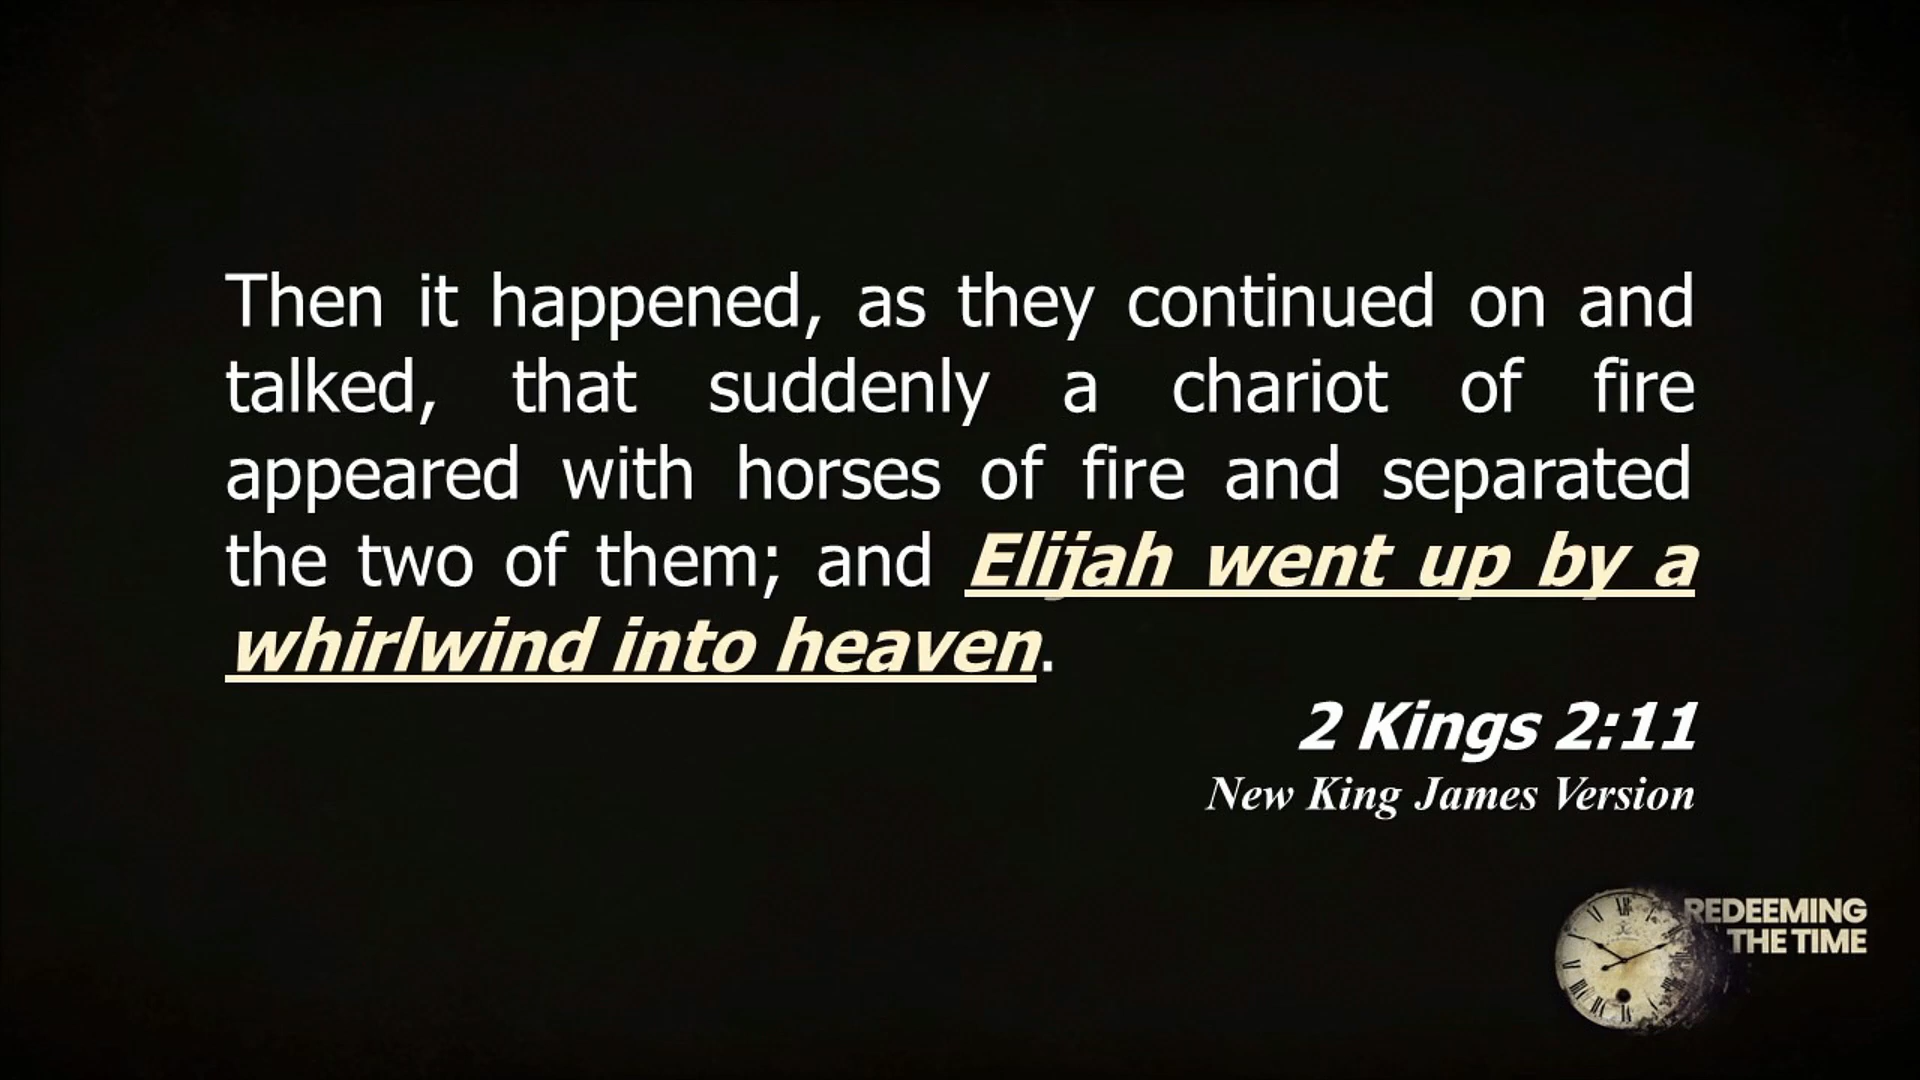 Then it happened, as they continued on and
talked, that suddenly a chariot of fire
appeared with horses of fire and separated
the two of them; and Elijah went up by a
whirlwind into heaven.
2 Kings 2:11
New King James Version
REDEEMING
THE TIME